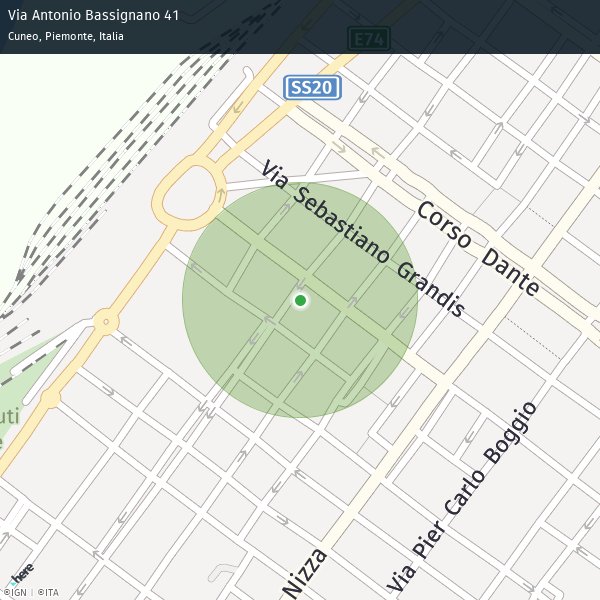 Via Antonio Bassignano 41
Cuneo, Piemonte, Italia
E74
SS20
Via Sebastiano Grandis
Corso Dante
uti
e
Via Pier Carlo Boggio
Nizza
here
©IGN | ©ITA